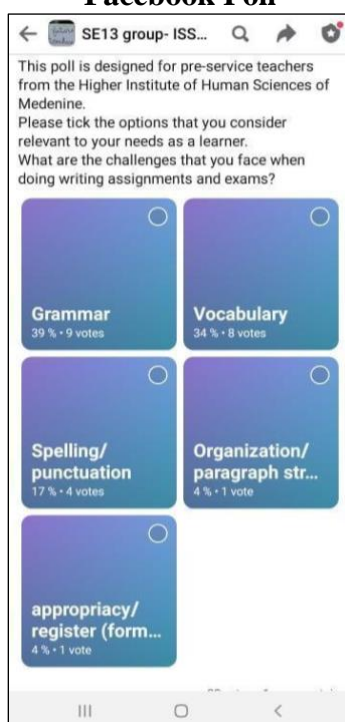 Facebook Poll
SE13 group- ISS...
This poll is designed for pre-service teachers
from the Higher Institute of Human Sciences of
Medenine.
Please tick the options that you consider
relevant to your needs as a learner.
What are the challenges that you face when
doing writing assignments and exams?
Grammar
39 % • 9 votes
Vocabulary
34 % • 8 votes
Spelling/
punctuation
17 % • 4 votes
Organization/
paragraph str...
4 % • 1 vote
appropriacy/
register (form...
4 % • 1 vote